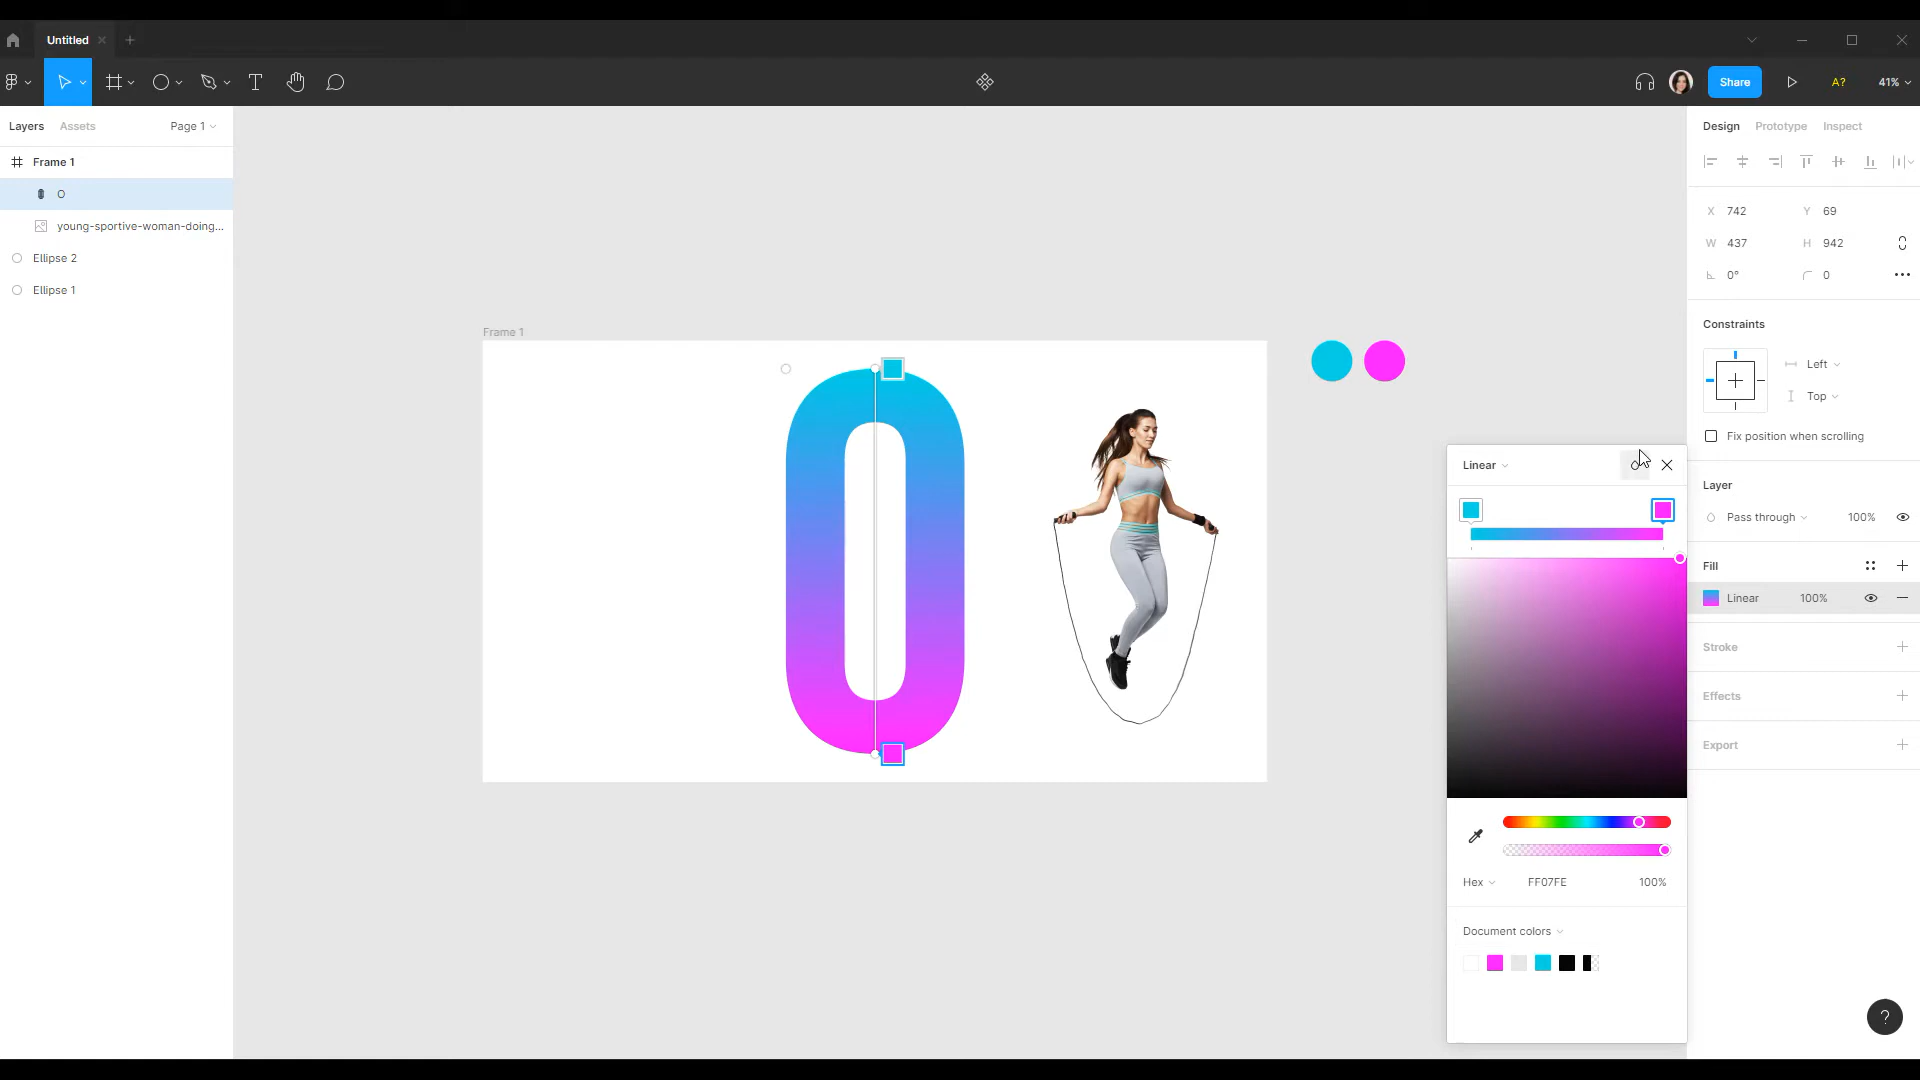 Untitled
Share
A?
41%
Layers
Assets
Page 1
Design
Prototype
Inspect
Frame 1
O
young-sportive-woman-doing...
Ellipse 2
Ellipse 1
Frame 1
X 742
Y 69
W 437
H 942
0°
0
Constraints
Left
Top
Fix position when scrolling
Layer
Pass through
100%
Fill
Linear
100%
Stroke
Effects
Export
Linear
Hex
FF07FE
100%
Document colors
?